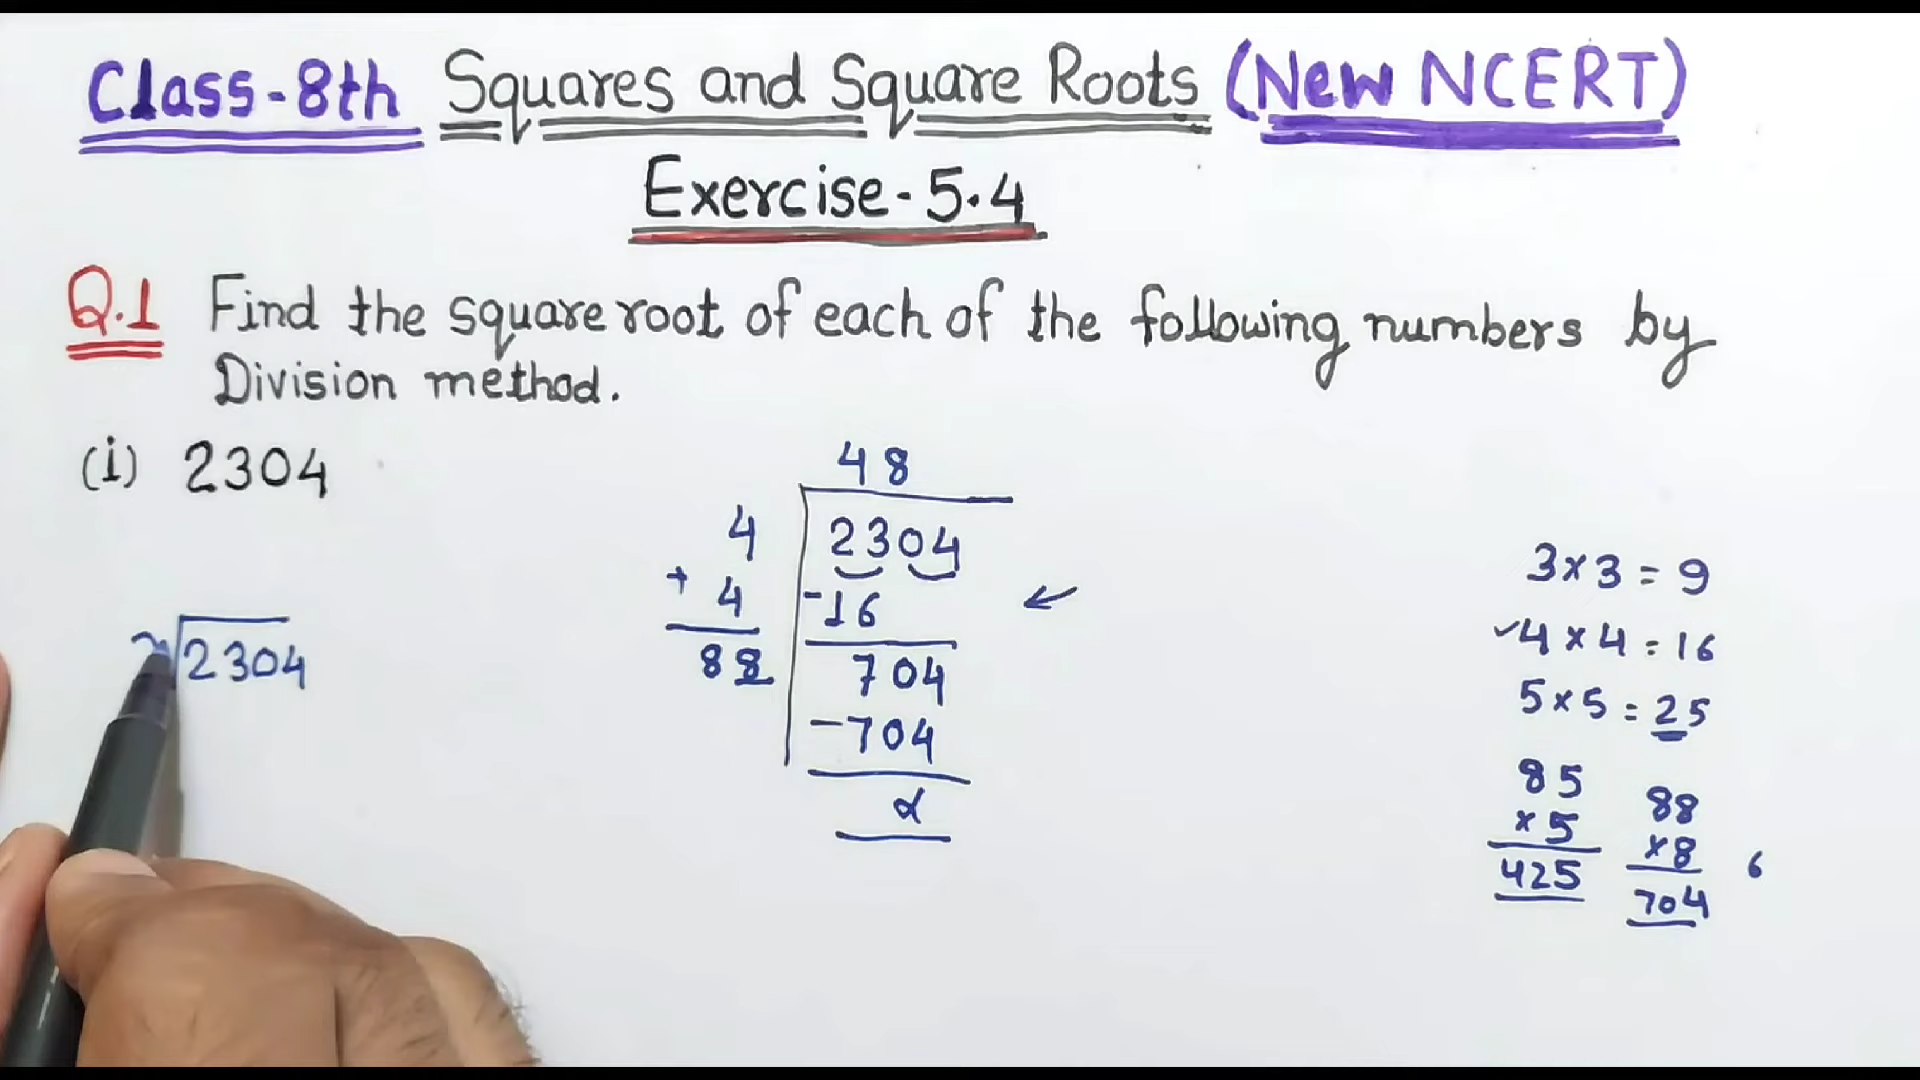 Class-8th Squares and Square Roots (New NCERT)
Exercise-5.4
Q.1 Find the square root of each of the following numbers by
Division method.
(i) 2304
√2304
48
4 2304
+ 4 -16
88 704
-704
3×3=9
✓4×4=16
5×5=25
85
×5
425
88
×8
704
6